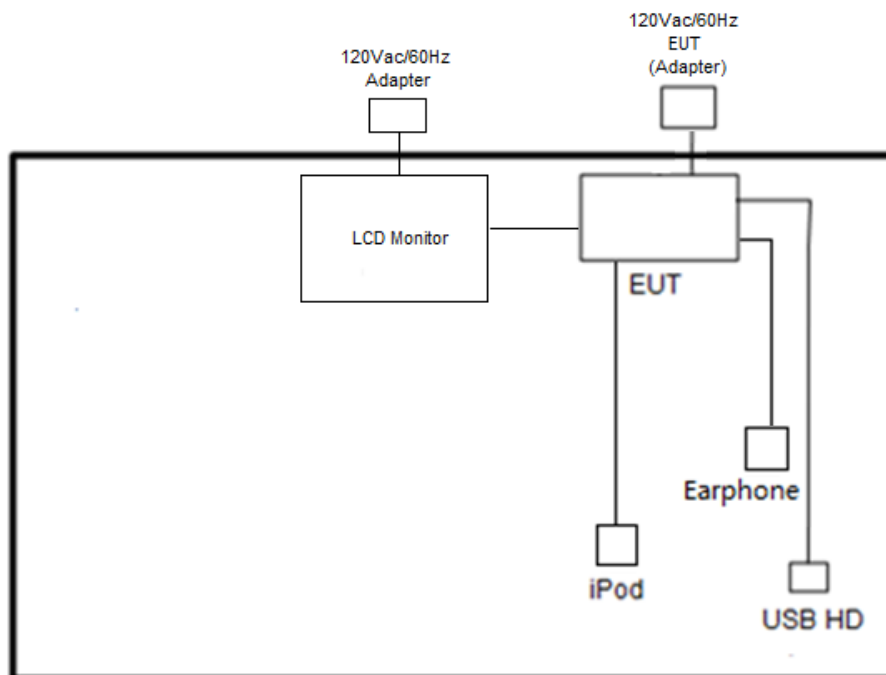 120Vac/60Hz
Adapter
120Vac/60Hz
EUT
(Adapter)
LCD Monitor
EUT
Earphone
iPod
USB HD